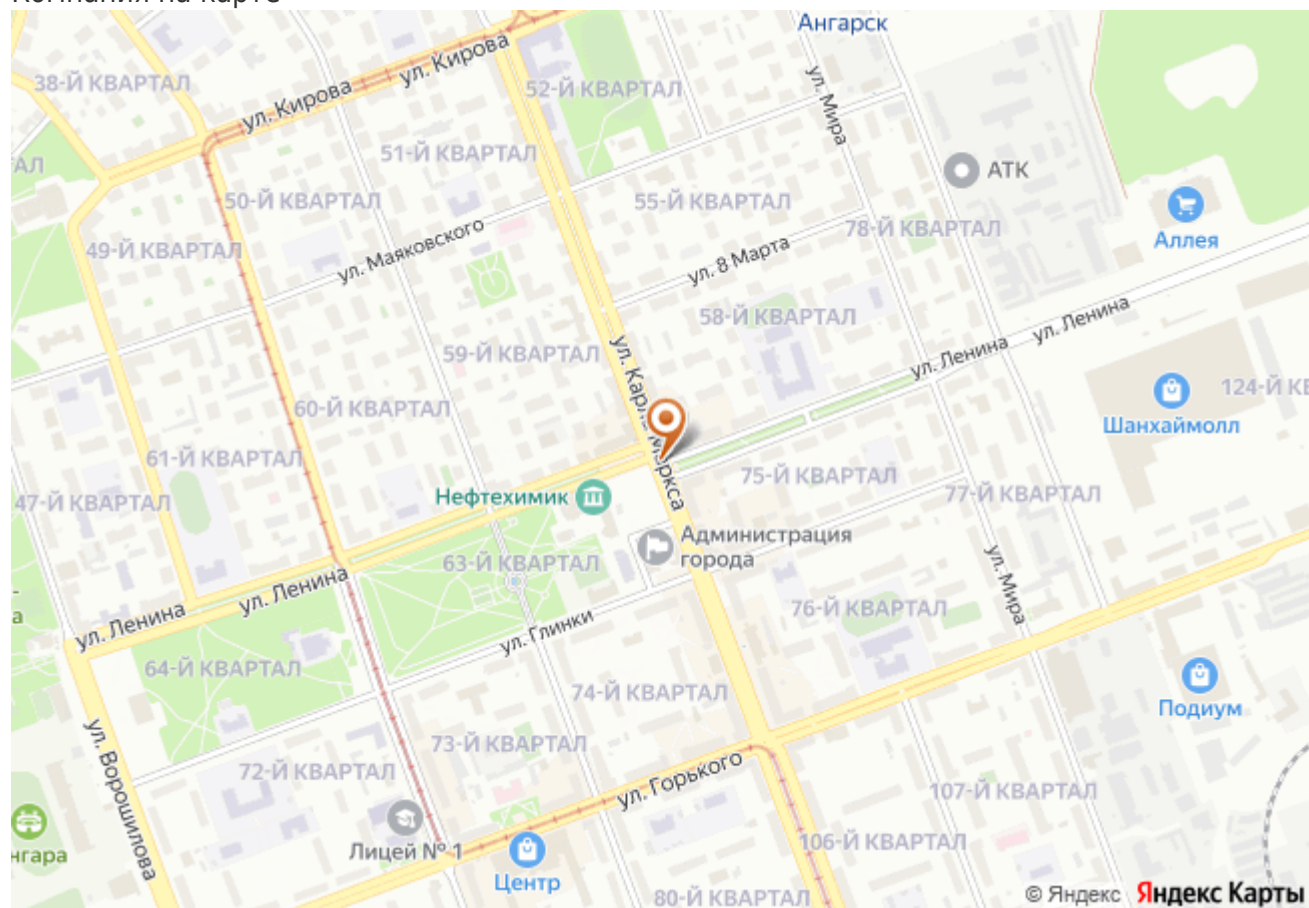 Ангарск
ул. Кирова
ул. Кирова
38-Й КВАРТАЛ
52-Й КВАРТАЛ
ул. Мира
51-Й КВАРТАЛ
АТК
50-Й КВАРТАЛ
55-Й КВАРТАЛ
78-Й КВАРТАЛ
Аллея
49-Й КВАРТАЛ
ул. Маяковского
ул. 8 Марта
58-Й КВАРТАЛ
ул. Ленина
ул. Ленина
59-Й КВАРТАЛ
ул. Карла Маркса
124-Й КВ
60-Й КВАРТАЛ
Шанхаймолл
61-Й КВАРТАЛ
75-Й КВАРТАЛ
77-Й КВАРТАЛ
47-Й КВАРТАЛ
Нефтехимик
Администрация
города
63-Й КВАРТАЛ
ул. Ленина
ул. Ленина
ул. Мира
76-Й КВАРТАЛ
ул. Глинки
64-Й КВАРТАЛ
74-Й КВАРТАЛ
Подиум
73-Й КВАРТАЛ
ул. Ворошилова
72-Й КВАРТАЛ
ул. Горького
107-Й КВАРТАЛ
Лицей № 1
нгара
106-Й КВАРТАЛ
Центр
80-Й КВАРТАЛ
© Яндекс Яндекс Карты